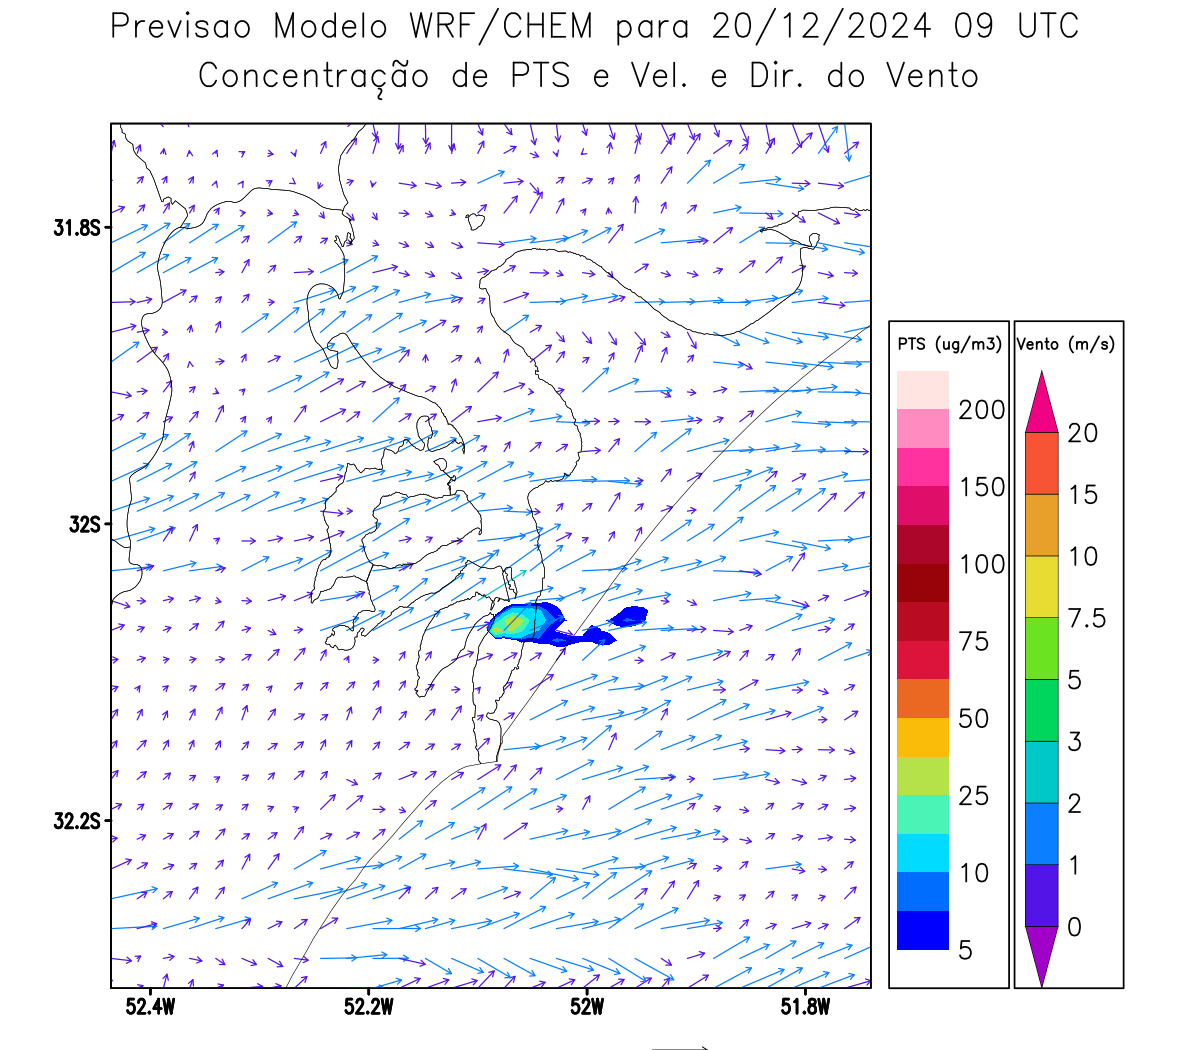 Previsao Modelo WRF/CHEM para 20/12/2024 09 UTC
Concentração de PTS e Vel. e Dir. do Vento
31.8S
32S
32.2S
52.4W
52.2W
52W
51.8W
PTS (ug/m3)
200
150
100
75
50
25
10
5
Vento (m/s)
20
15
10
7.5
5
3
2
1
0